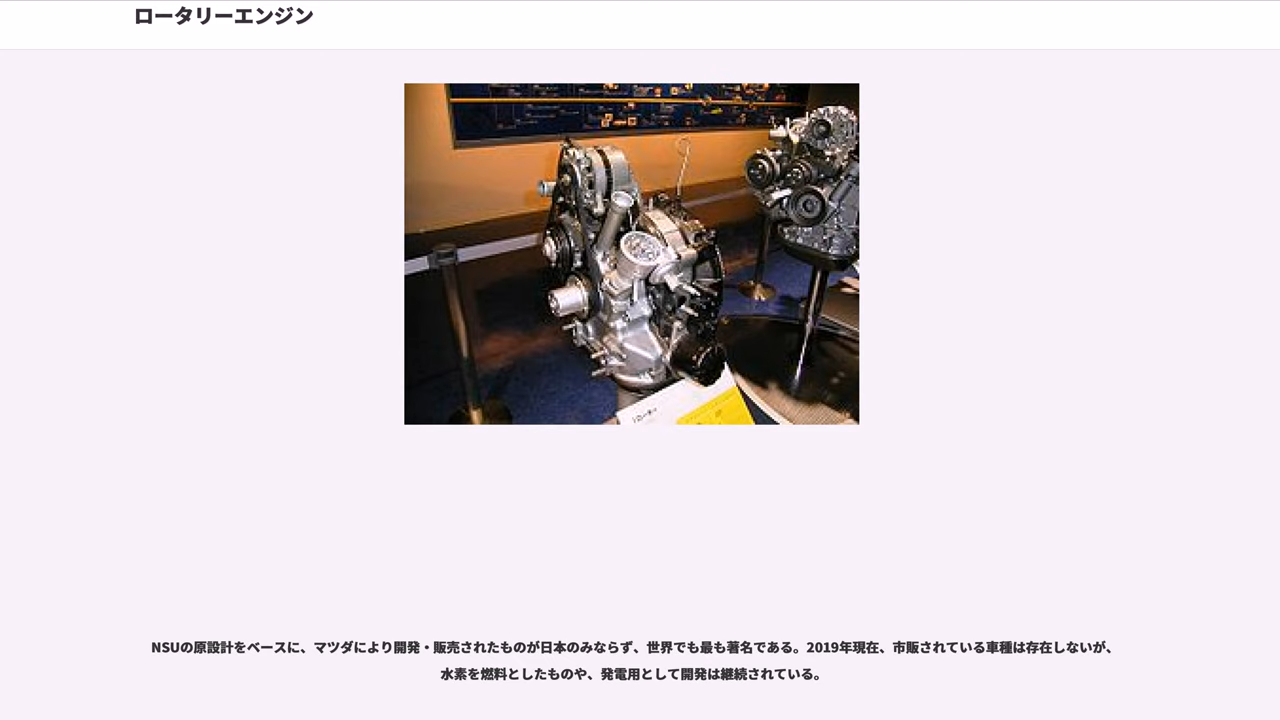 ロータリーエンジン
NSUの原設計をベースに、マツダにより開発・販売されたものが日本のみならず、世界でも最も著名である。2019年現在、市販されている車種は存在しないが、
水素を燃料としたものや、発電用として開発は継続されている。